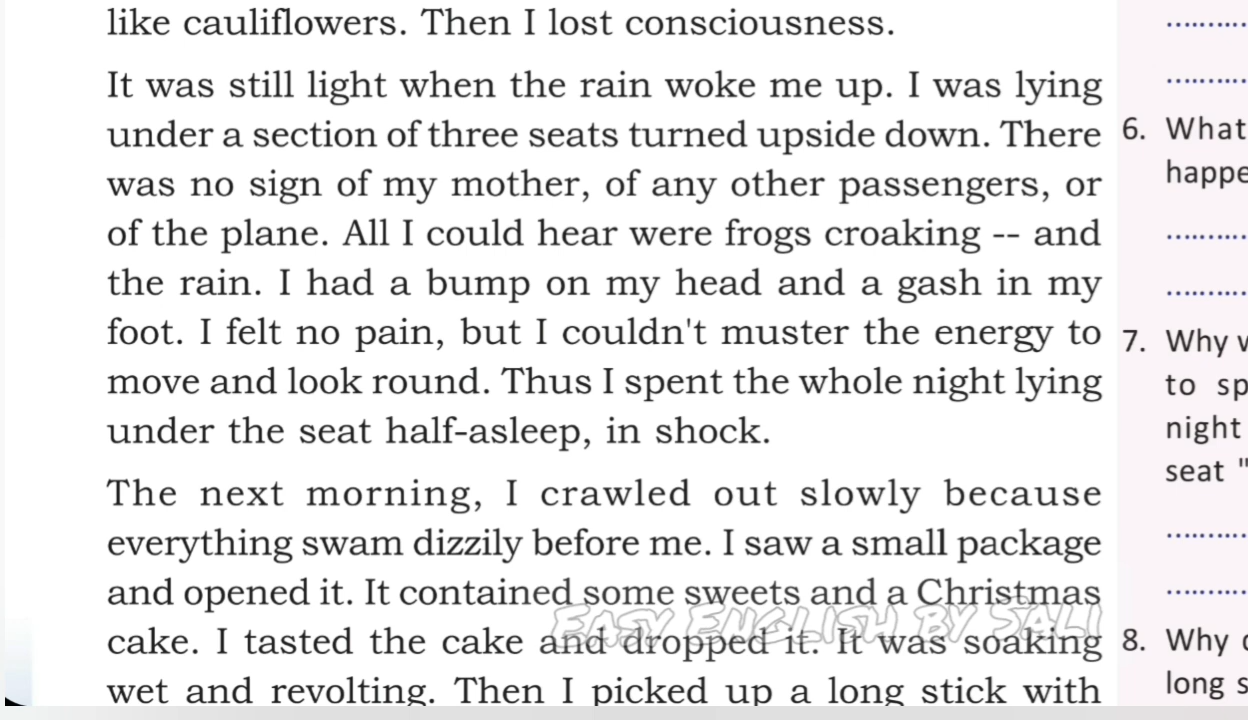 like cauliflowers. Then I lost consciousness.
It was still light when the rain woke me up. I was lying
under a section of three seats turned upside down. There
was no sign of my mother, of any other passengers, or
of the plane. All I could hear were frogs croaking -- and
the rain. I had a bump on my head and a gash in my
foot. I felt no pain, but I couldn't muster the energy to
move and look round. Thus I spent the whole night lying
under the seat half-asleep, in shock.
The next morning, I crawled out slowly because
everything swam dizzily before me. I saw a small package
and opened it. It contained some sweets and a Christmas
cake. I tasted the cake and dropped it. It was soaking
wet and revolting. Then I picked up a long stick with
EASY ENGLISH BY SALI
6. What
happe
7. Why
to sp
night
seat "
8. Why
long s